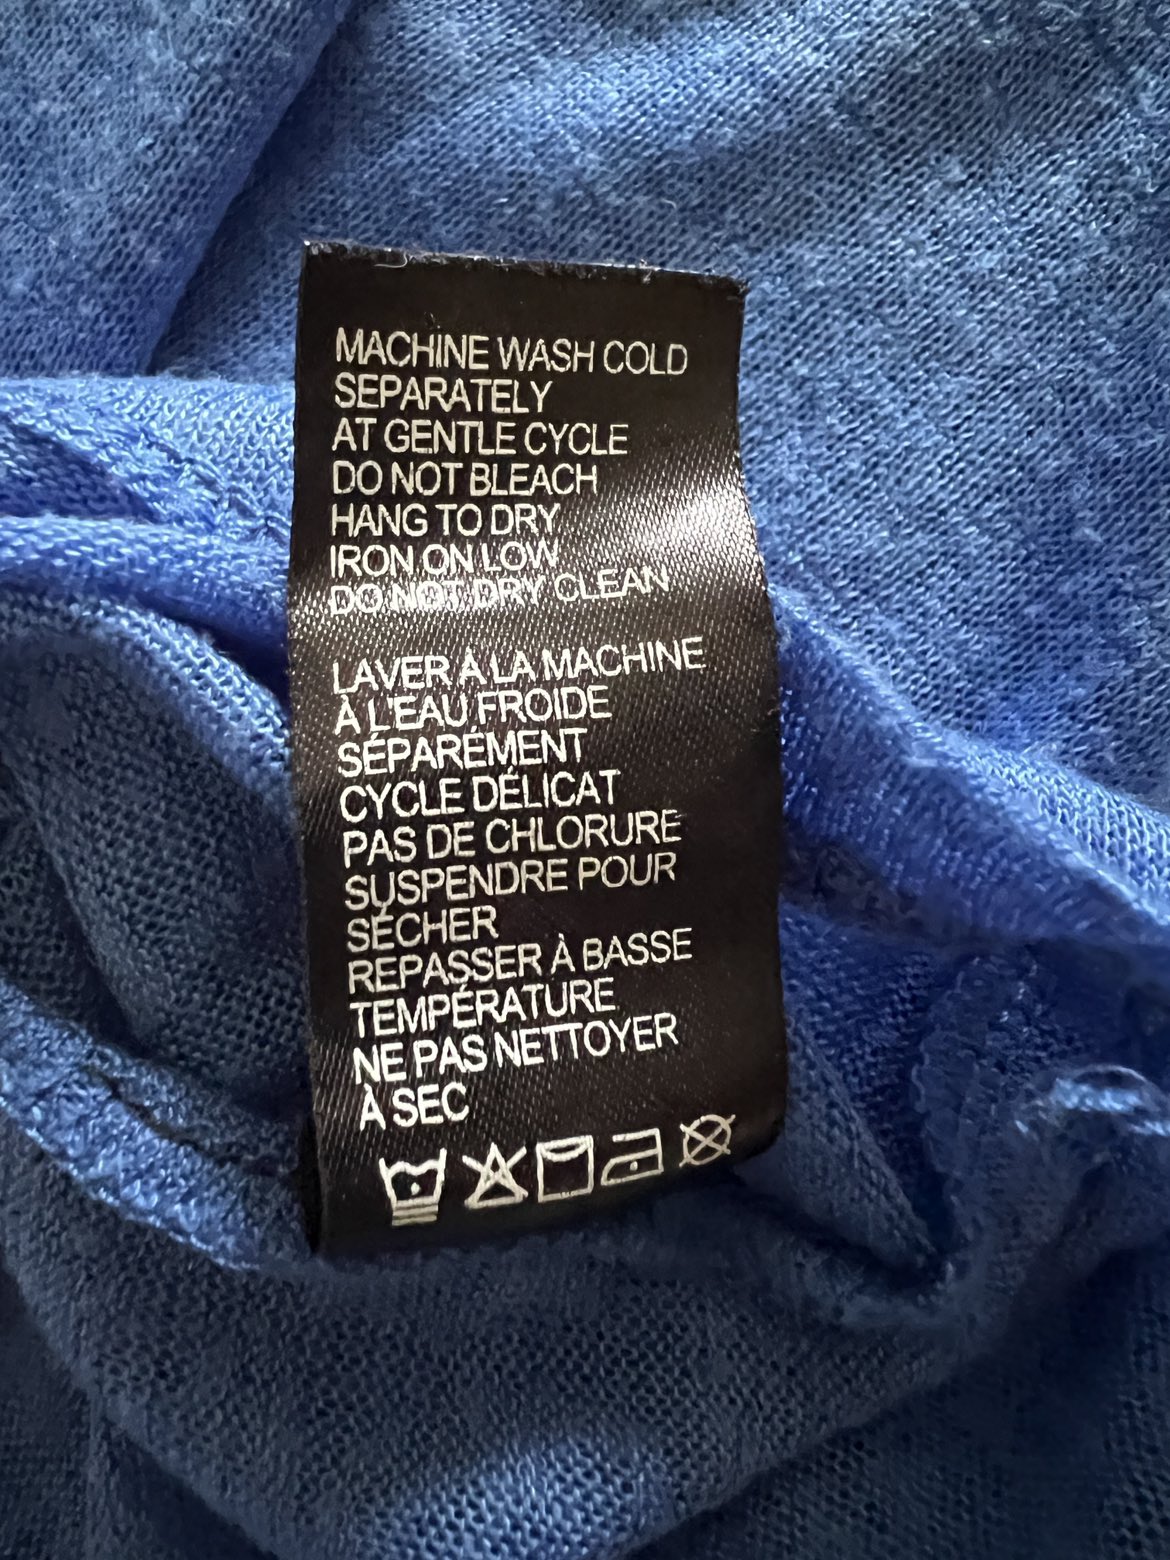 MACHINE WASH COLD
SEPARATELY
AT GENTLE CYCLE
DO NOT BLEACH
HANG TO DRY
IRON ON LOW
DO NOT DRY CLEAN
LAVER À LA MACHINE
À L'EAU FROIDE
SÉPARÉMENT
CYCLE DÉLICAT
PAS DE CHLORURE
SUSPENDRE POUR
SÉCHER
REPASSER À BASSE
TEMPÉRATURE
NE PAS NETTOYER
À SEC